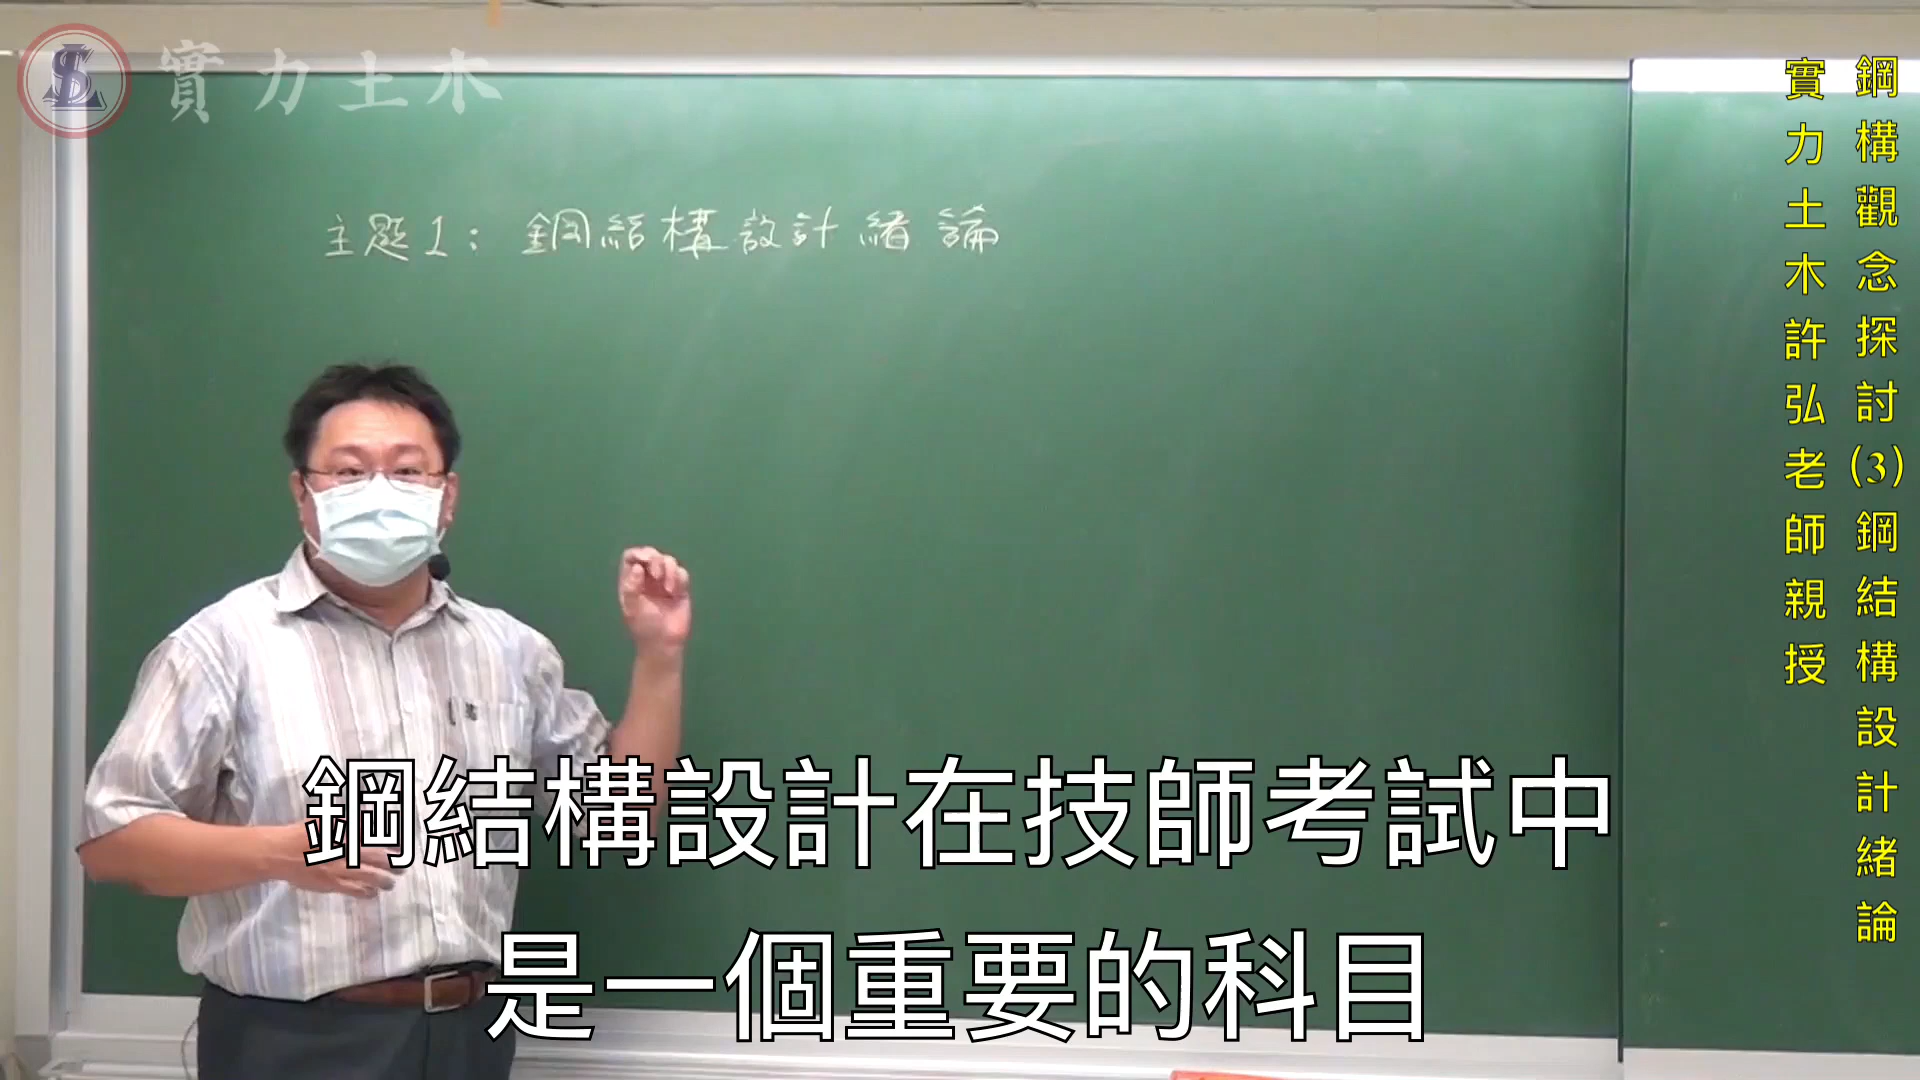 實力土木
鋼構觀念探討(3)鋼結構設計緒論
實力土木許弘老師親授
主題1：鋼結構設計緒論
鋼結構設計在技師考試中
是一個重要的科目